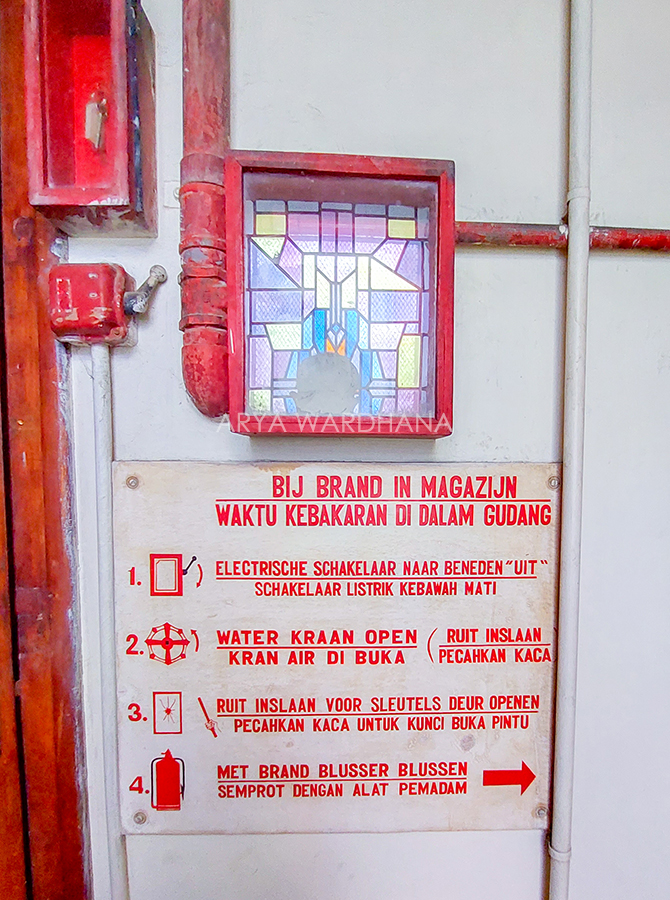 ARYA WARDHANA
BIJ BRAND IN MAGAZIJN
WAKTU KEBAKARAN DI DALAM GUDANG
1. ELECTRISCHE SCHAKELAAR NAAR BENEDEN "UIT"
SCHAKELAAR LISTRIK KEBAWAH MATI
2. WATER KRAAN OPEN (RUIT INSLAAN
KRAN AIR DI BUKA PECAHKAN KACA
3. RUIT INSLAAN VOOR SLEUTELS DEUR OPENEN
PECAHKAN KACA UNTUK KUNCI BUKA PINTU
4. MET BRAND BLUSSER BLUSSEN
SEMPROT DENGAN ALAT PEMADAM